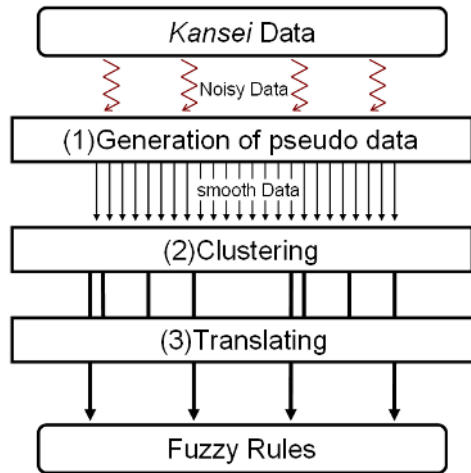 Kansei Data
Noisy Data
(1)Generation of pseudo data
smooth Data
(2)Clustering
(3)Translating
Fuzzy Rules